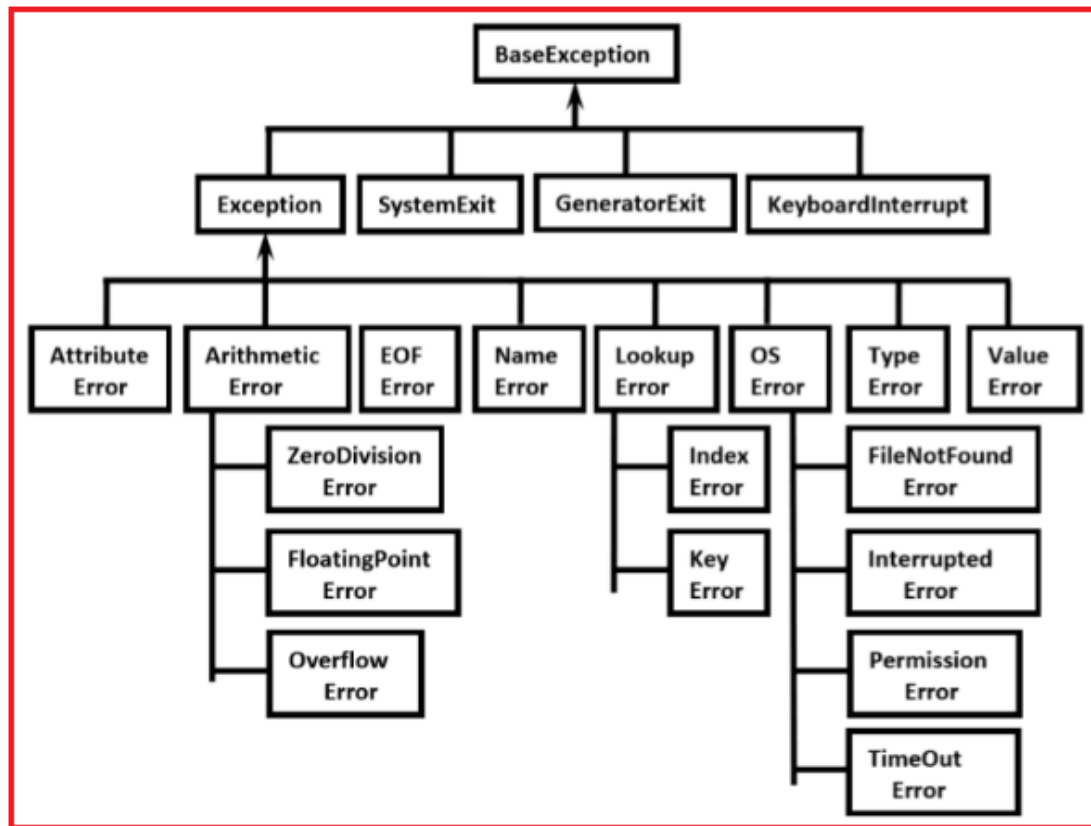 BaseException
Exception
SystemExit
GeneratorExit
KeyboardInterrupt
Attribute
Error
Arithmetic
Error
EOF
Error
Name
Error
Lookup
Error
OS
Error
Type
Error
Value
Error
ZeroDivision
Error
FloatingPoint
Error
Overflow
Error
Index
Error
Key
Error
FileNotFound
Error
Interrupted
Error
Permission
Error
TimeOut
Error